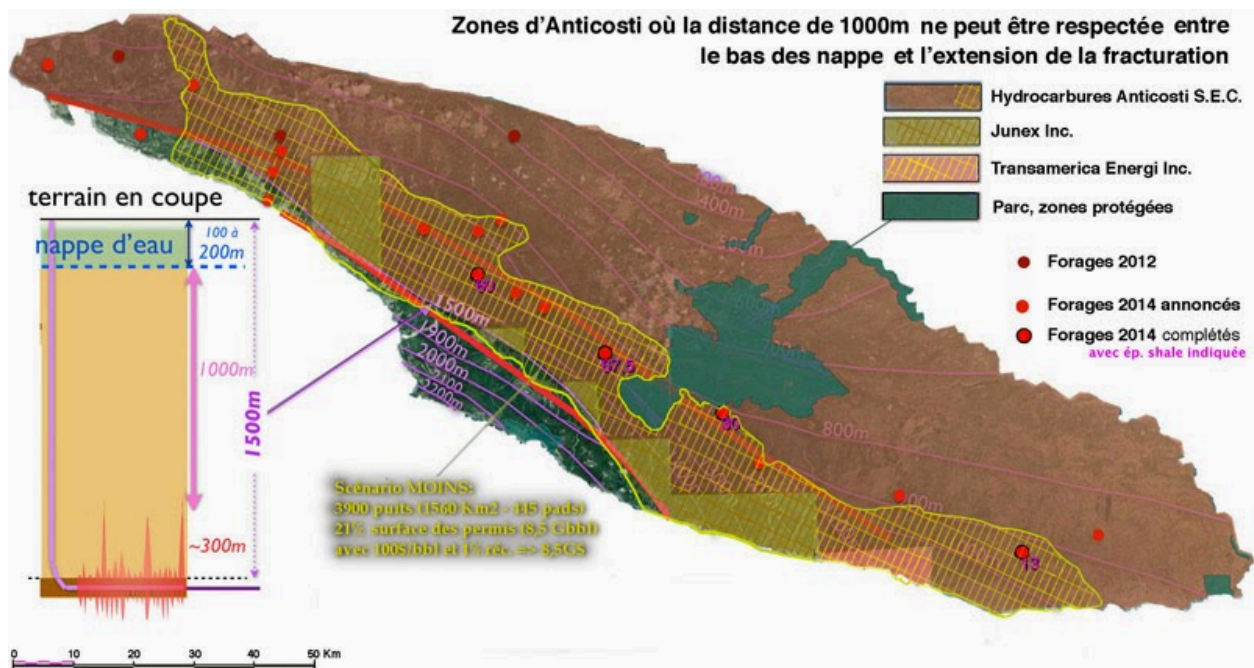 Zones d'Anticosti où la distance de 1000m ne peut être respectée entre
le bas des nappe et l'extension de la fracturation
Hydrocarbures Anticosti S.E.C.
Junex Inc.
Transamerica Energi Inc.
Parc, zones protégées
Forages 2012
Forages 2014 annoncés
Forages 2014 complétés
avec ép. shale indiquée
terrain en coupe
nappe d'eau
100 à
200m
1000m
1500m
~300m
400m
700m
800m
1500m
1900m
2000m
2100
2200m
67,5
30
13
Scénario MOINS:
3900 puits (1560 Km2 - 445 pads)
21% surface des permis (8,5 Gbbl)
avec 100$/bbl et 1% réc. => 8,5G$
0 10 20 30 40 50 Km